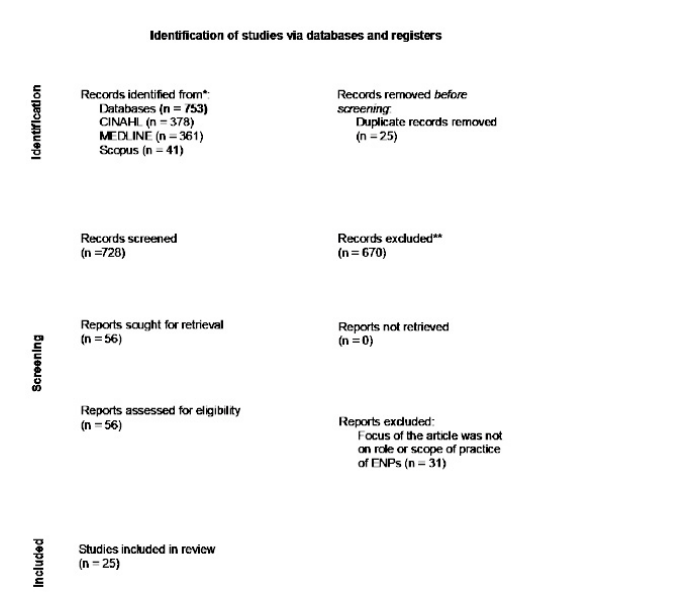 Identification of studies via databases and registers
Identification
Records identified from*:
Databases (n = 753)
CINAHL (n = 378)
MEDLINE (n = 361)
Scopus (n = 41)
Records removed before
screening:
Duplicate records removed
(n = 25)
Screening
Records screened
(n =728)
Records excluded**
(n = 670)
Reports sought for retrieval
(n = 56)
Reports not retrieved
(n = 0)
Reports assessed for eligibility
(n = 56)
Reports excluded:
Focus of the article was not
on role or scope of practice
of ENPs (n = 31)
Included
Studies included in review
(n = 25)